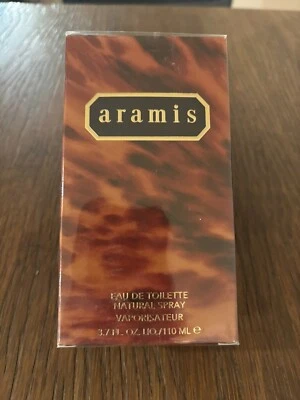 aramis
EAU DE TOILETTE
NATURAL SPRAY
VAPORISATEUR
3.7 FL.OZ.LIQ./110 ML ℮